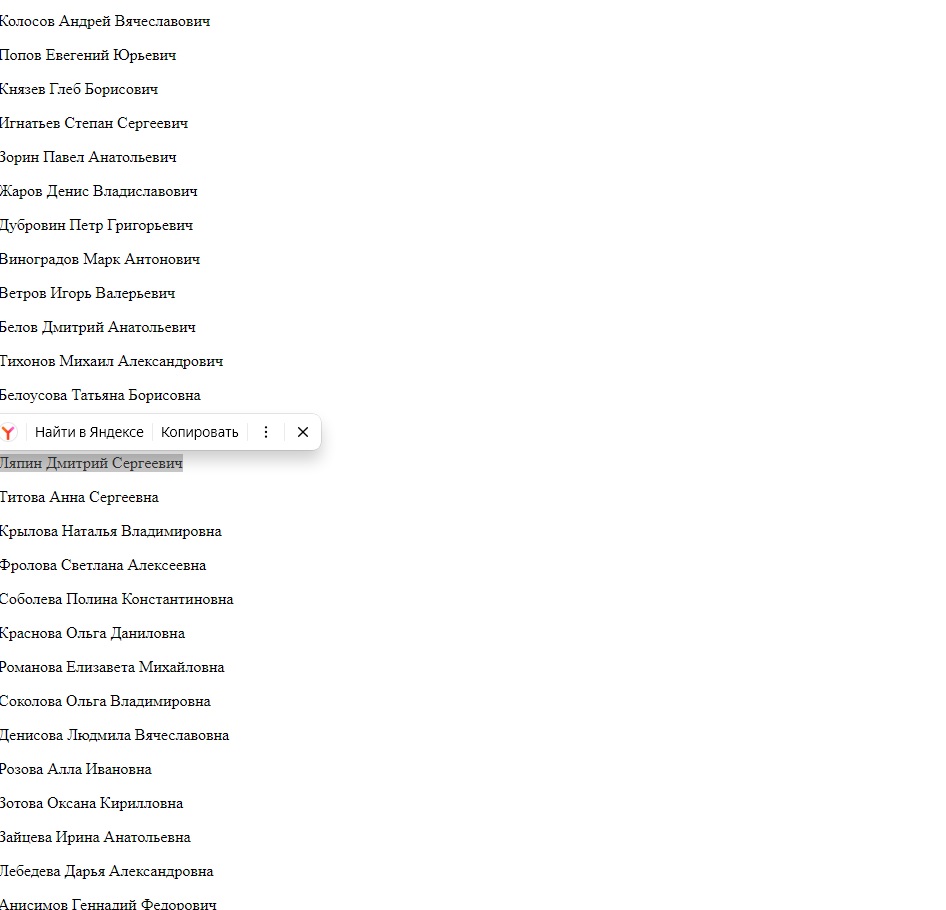 Колосов Андрей Вячеславович
Попов Евегений Юрьевич
Князев Глеб Борисович
Игнатьев Степан Сергеевич
Зорин Павел Анатольевич
Жаров Денис Владиславович
Дубровин Петр Григорьевич
Виноградов Марк Антонович
Ветров Игорь Валерьевич
Белов Дмитрий Анатольевич
Тихонов Михаил Александрович
Белоусова Татьяна Борисовна
Найти в Яндексе Копировать
Ляпин Дмитрий Сергеевич
Титова Анна Сергеевна
Крылова Наталья Владимировна
Фролова Светлана Алексеевна
Соболева Полина Константиновна
Краснова Ольга Даниловна
Романова Елизавета Михайловна
Соколова Ольга Владимировна
Денисова Людмила Вячеславовна
Розова Алла Ивановна
Зотова Оксана Кирилловна
Зайцева Ирина Анатольевна
Лебедева Дарья Александровна
Анисимов Геннадий Федорович